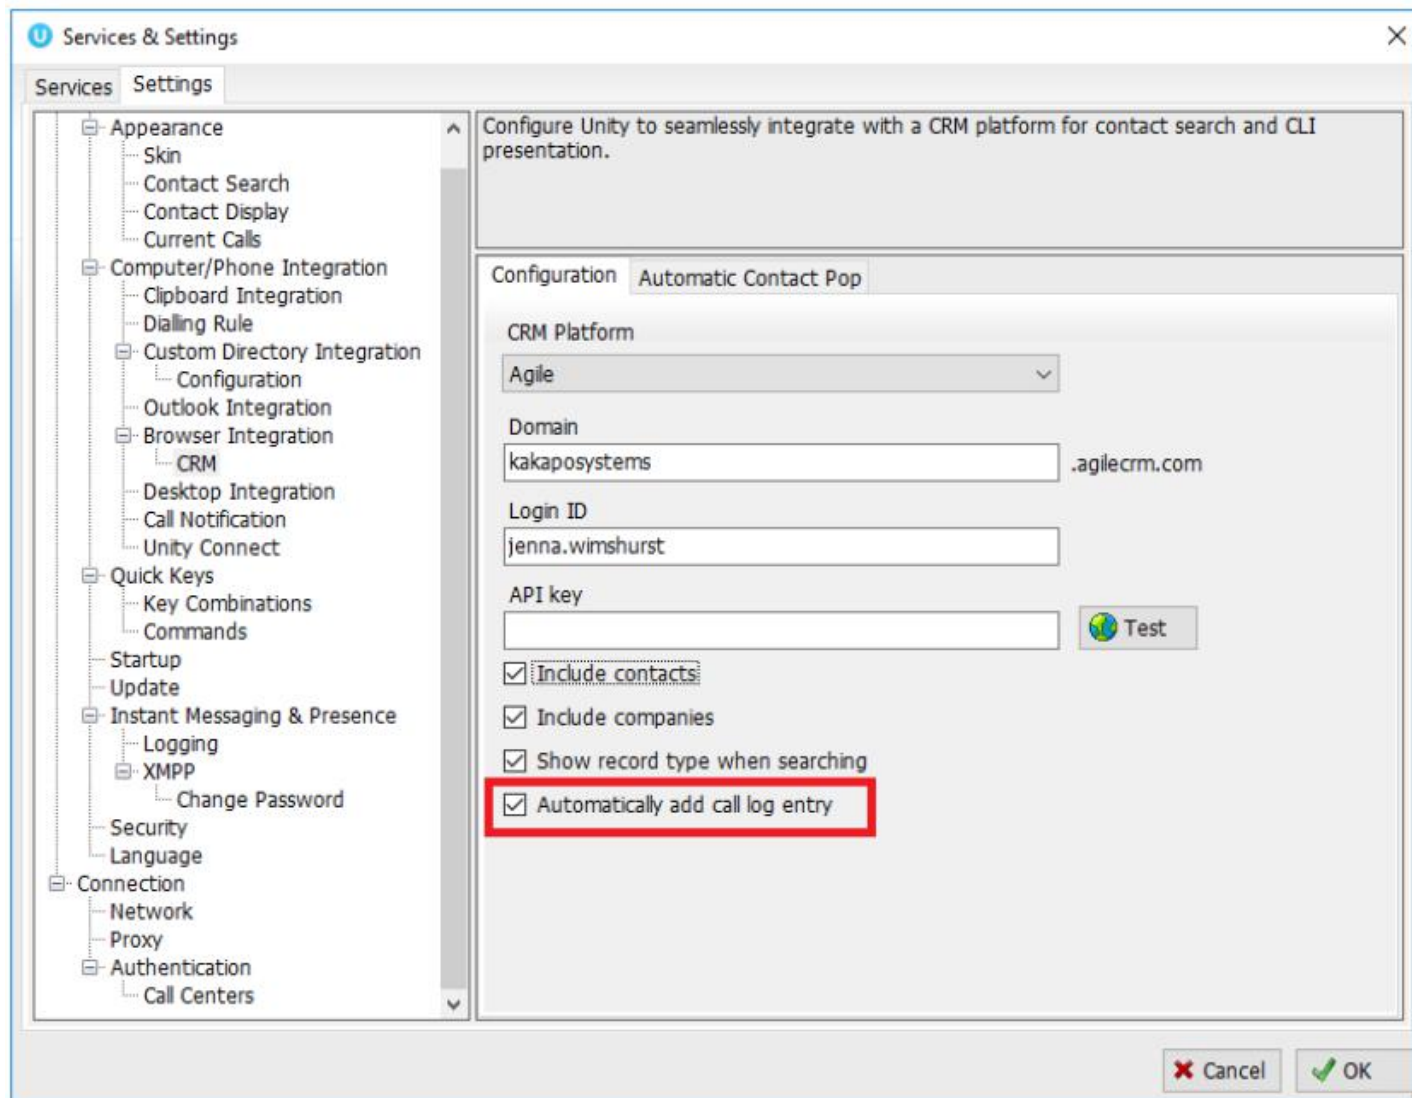 Services & Settings
Services
Settings
Appearance
Skin
Contact Search
Contact Display
Current Calls
Computer/Phone Integration
Clipboard Integration
Dialling Rule
Custom Directory Integration
Configuration
Outlook Integration
Browser Integration
CRM
Desktop Integration
Call Notification
Unity Connect
Quick Keys
Key Combinations
Commands
Startup
Update
Instant Messaging & Presence
Logging
XMPP
Change Password
Security
Language
Connection
Network
Proxy
Authentication
Call Centers
Configure Unity to seamlessly integrate with a CRM platform for contact search and CLI
presentation.
Configuration
Automatic Contact Pop
CRM Platform
Agile
Domain
kakaposystems .agilecrm.com
Login ID
jenna.wimshurst
API key
Test
Include contacts
Include companies
Show record type when searching
Automatically add call log entry
Cancel
OK